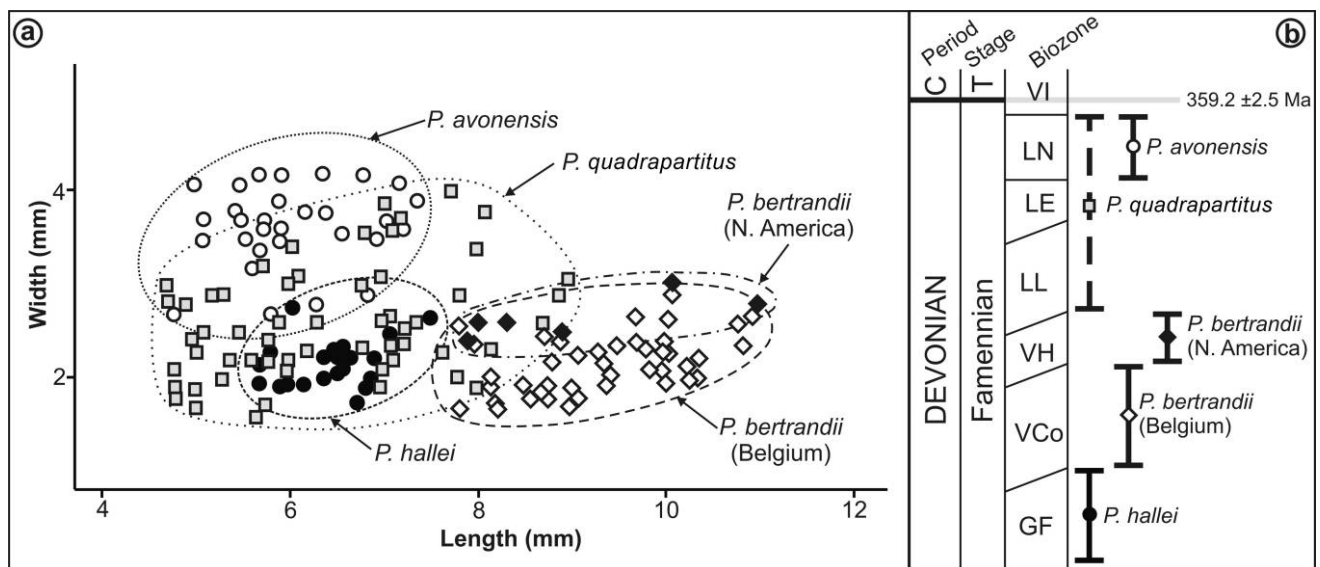 a
P. avonensis
P. quadrapartitus
P. bertrandii
(N. America)
P. hallei
P. bertrandii
(Belgium)
4
2
Width (mm)
4
6
8
10
12
Length (mm)
b
Period
Stage
Biozone
C
T
VI
359.2 ±2.5 Ma
DEVONIAN
Famennian
LN
LE
LL
VH
VCo
GF
P. avonensis
P. quadrapartitus
P. bertrandii
(N. America)
P. bertrandii
(Belgium)
P. hallei